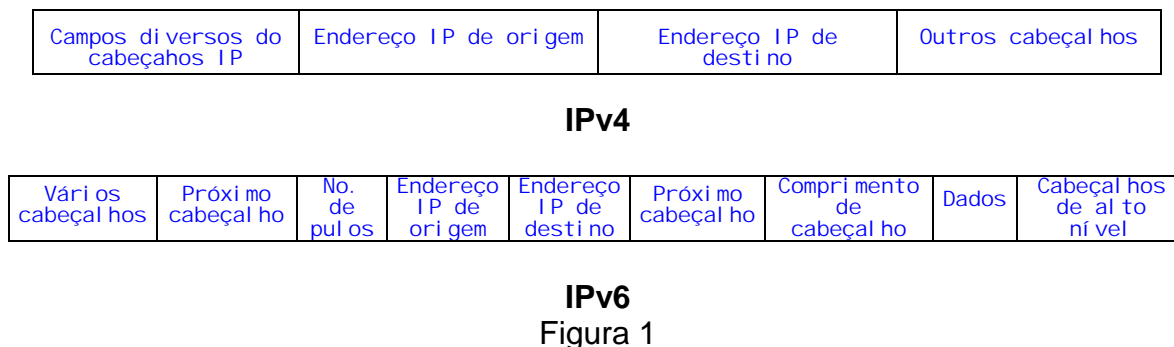 Campos diversos do
cabeçahos IP
Endereço IP de origem
Endereço IP de
destino
Outros cabeçalhos
IPv4
Vários
cabeçalhos
Próximo
cabeçalho
No.
de
pulos
Endereço
IP de
origem
Endereço
IP de
destino
Próximo
cabeçalho
Comprimento
de
cabeçalho
Dados
Cabeçalhos
de alto
nível
IPv6
Figura 1